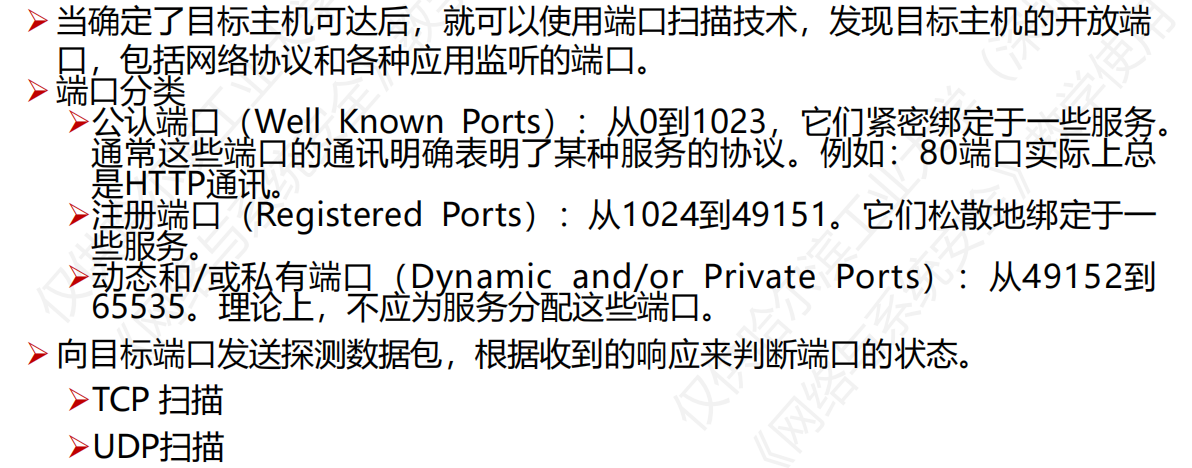 当确定了目标主机可达后，就可以使用端口扫描技术，发现目标主机的开放端
口，包括网络协议和各种应用监听的端口。
端口分类
公认端口（Well Known Ports）：从0到1023，它们紧密绑定于一些服务。
通常这些端口的通讯明确表明了某种服务的协议。例如：80端口实际上总
是HTTP通讯。
注册端口（Registered Ports）：从1024到49151。它们松散地绑定于一
些服务。
动态和/或私有端口（Dynamic and/or Private Ports）：从49152到
65535。理论上，不应为服务分配这些端口。
向目标端口发送探测数据包，根据收到的响应来判断端口的状态。
TCP 扫描
UDP扫描